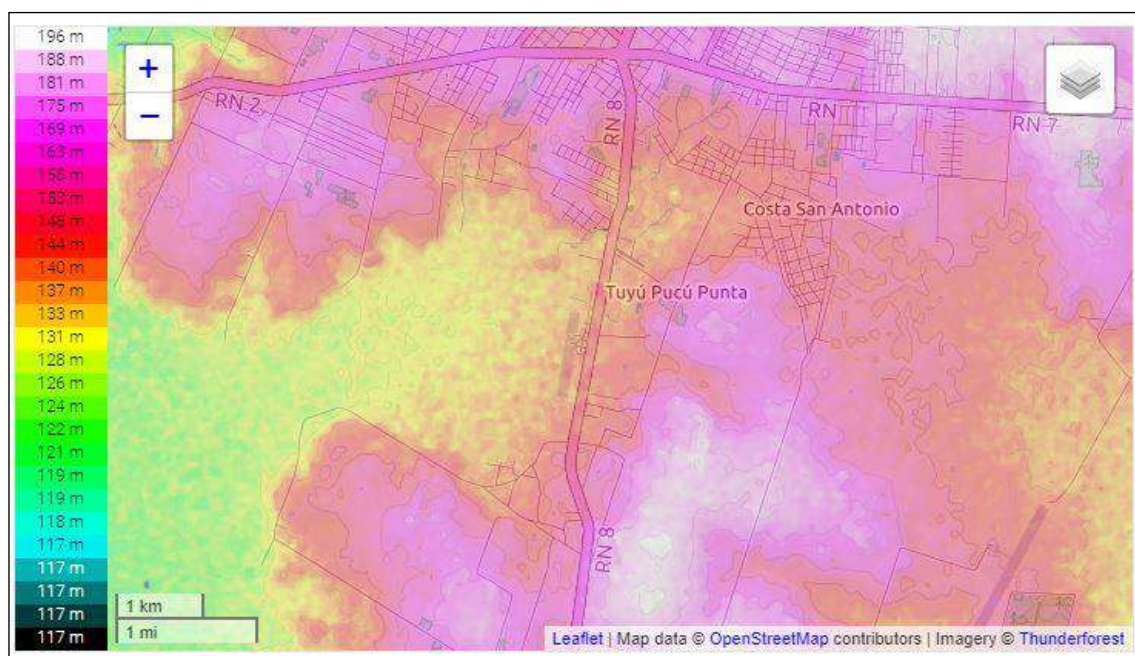 196 m
188 m
181 m
175 m
169 m
163 m
158 m
153 m
148 m
144 m
140 m
137 m
133 m
131 m
128 m
126 m
124 m
122 m
121 m
119 m
119 m
118 m
117 m
117 m
117 m
117 m
117 m
+
−
RN 2
RN 8
RN
RN 7
Costa San Antonio
Tuyú Pucú Punta
RN 8
1 km
1 mi
Leaflet | Map data © OpenStreetMap contributors | Imagery © Thunderforest